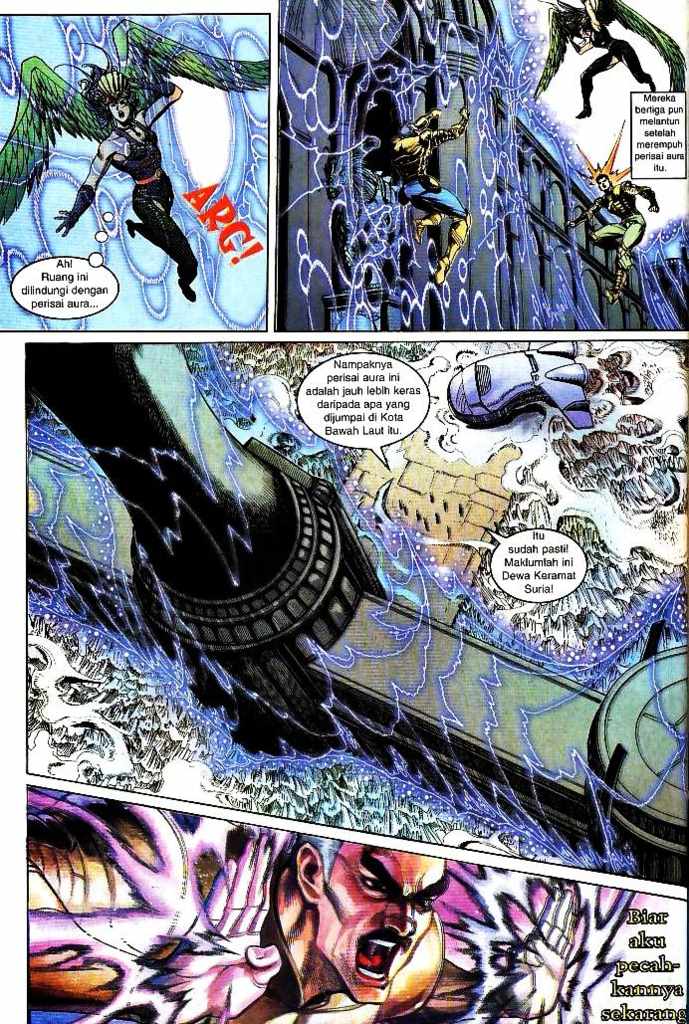 Ah!
Ruang ini
dilindungi dengan
perisai aura...
ARG!
Mereka
bertiga pun
melantun
setelah
merempuh
perisai aura
itu.
Nampaknya
perisai aura ini
adalah jauh lebih keras
daripada apa yang
dijumpai di Kota
Bawah Laut itu.
Itu
sudah pasti!
Maklumlah ini
Dewa Keramat
Suria!
Biar
aku
pecah-
kannya
sekarang